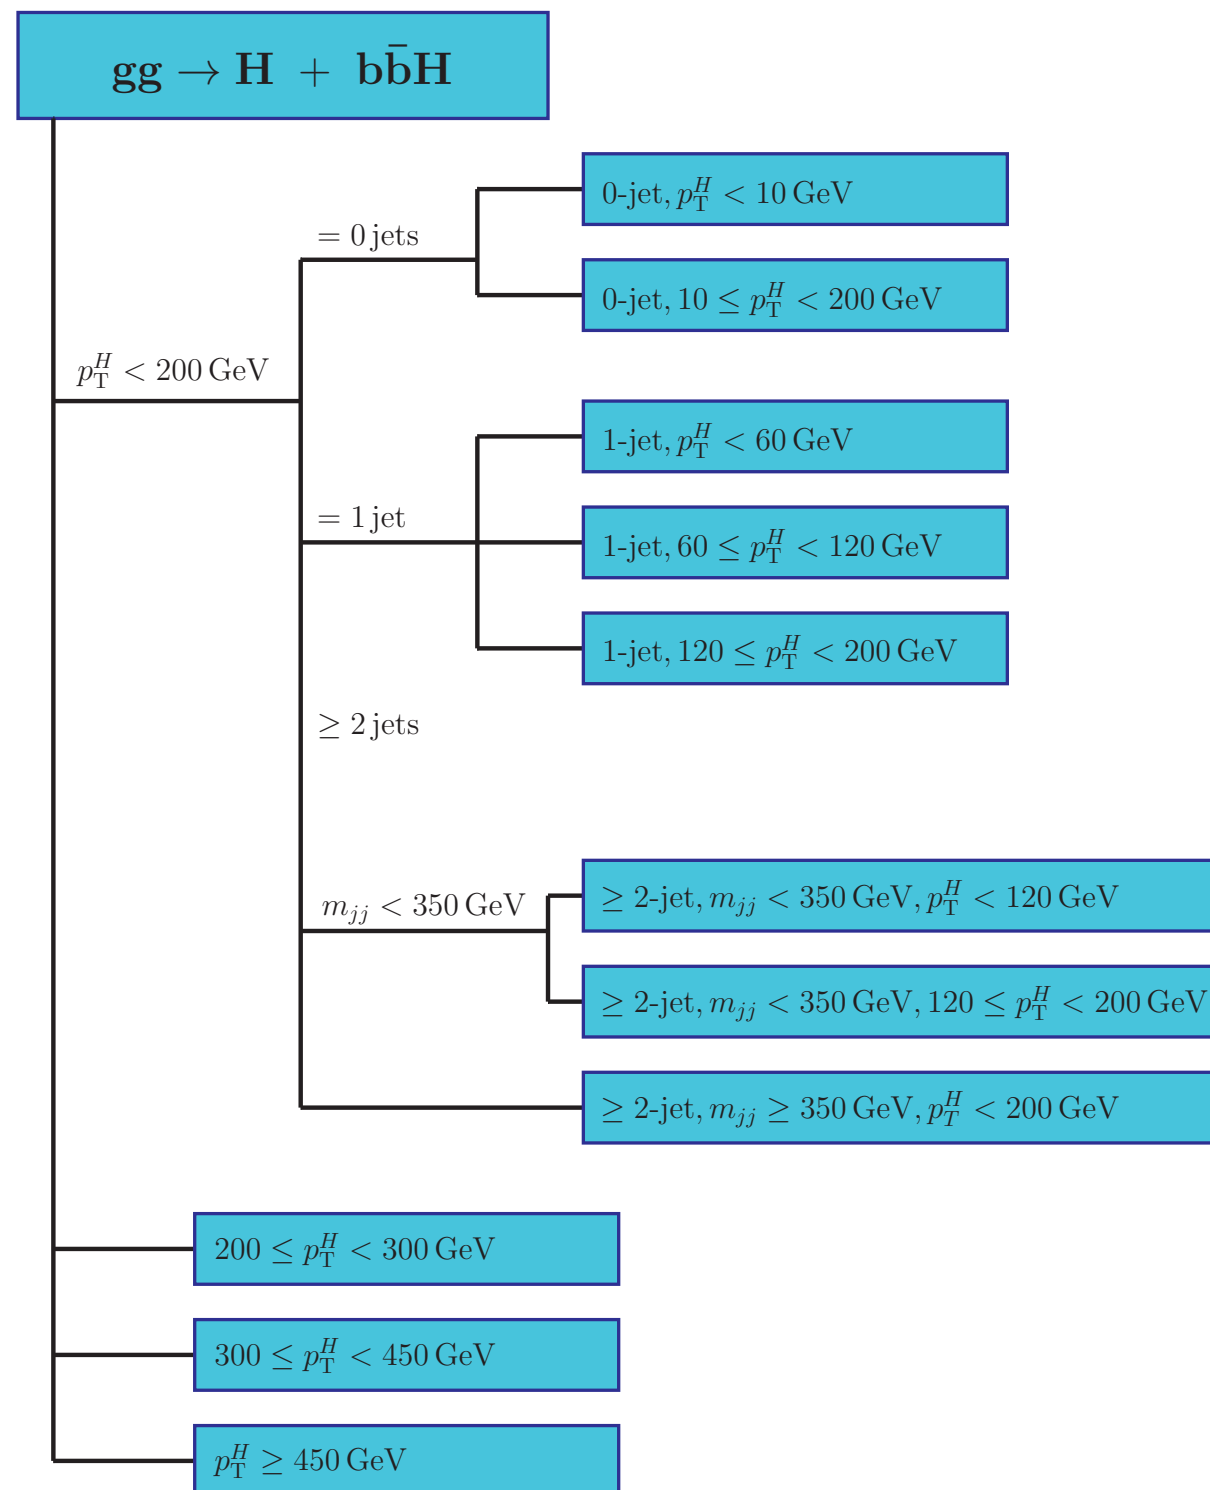 gg → H + bb̄H
0-jet, p_T^H < 10 GeV
= 0 jets
0-jet, 10 ≤ p_T^H < 200 GeV
p_T^H < 200 GeV
1-jet, p_T^H < 60 GeV
= 1 jet
1-jet, 60 ≤ p_T^H < 120 GeV
1-jet, 120 ≤ p_T^H < 200 GeV
≥ 2 jets
m_jj < 350 GeV
≥ 2-jet, m_jj < 350 GeV, p_T^H < 120 GeV
≥ 2-jet, m_jj < 350 GeV, 120 ≤ p_T^H < 200 GeV
≥ 2-jet, m_jj ≥ 350 GeV, p_T^H < 200 GeV
200 ≤ p_T^H < 300 GeV
300 ≤ p_T^H < 450 GeV
p_T^H ≥ 450 GeV